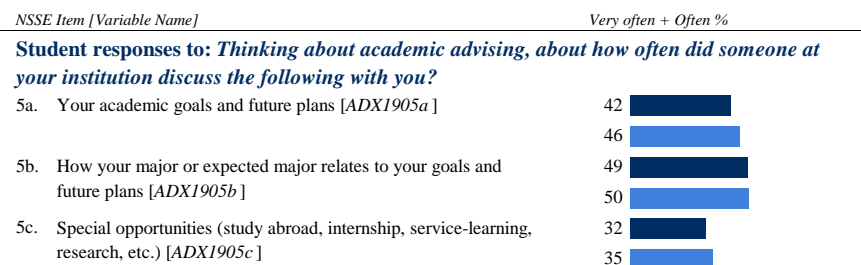 NSSE Item [Variable Name] Very often + Often %
Student responses to: Thinking about academic advising, about how often did someone at
your institution discuss the following with you?
5a. Your academic goals and future plans [ADX1905a ] 42
46
5b. How your major or expected major relates to your goals and 49
future plans [ADX1905b ] 50
5c. Special opportunities (study abroad, internship, service-learning, 32
research, etc.) [ADX1905c ] 35